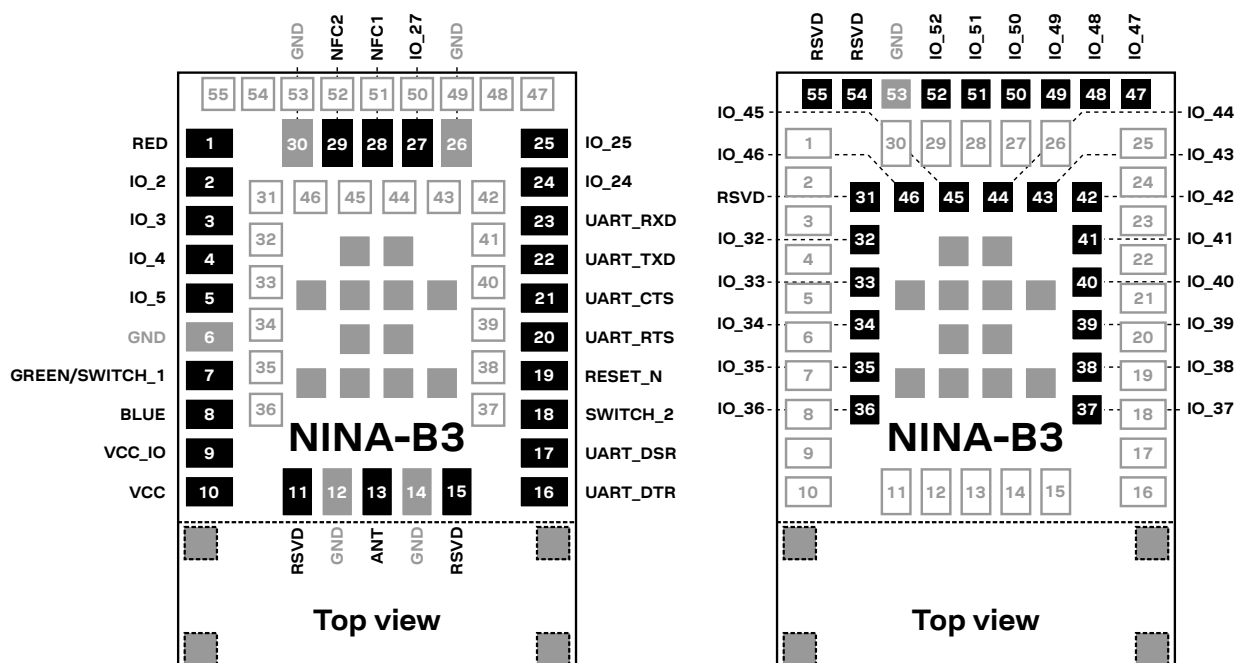 GND NFC2 NFC1 IO_27 GND
55 54 53 52 51 50 49 48 47
RED 1 30 29 28 27 26 25 IO_25
IO_2 2 24 IO_24
31 46 45 44 43 42
IO_3 3 23 UART_RXD
32 41
IO_4 4 22 UART_TXD
33 40
IO_5 5 21 UART_CTS
34 39
GND 6 20 UART_RTS
35 38
GREEN/SWITCH_1 7 19 RESET_N
36 37
BLUE 8 18 SWITCH_2
NINA-B3
VCC_IO 9 17 UART_DSR
VCC 10 11 12 13 14 15 16 UART_DTR
RSVD GND ANT GND RSVD
Top view
RSVD RSVD GND IO_52 IO_51 IO_50 IO_49 IO_48 IO_47
55 54 53 52 51 50 49 48 47
IO_45 IO_44
1 30 29 28 27 26 25
IO_46 IO_43
2 24
RSVD 31 46 45 44 43 42 IO_42
3 23
IO_32 32 41 IO_41
4 22
IO_33 33 40 IO_40
5 21
IO_34 34 39 IO_39
6 20
IO_35 35 38 IO_38
7 19
IO_36 36 37 IO_37
8 18
NINA-B3
9 17
10 11 12 13 14 15 16
Top view